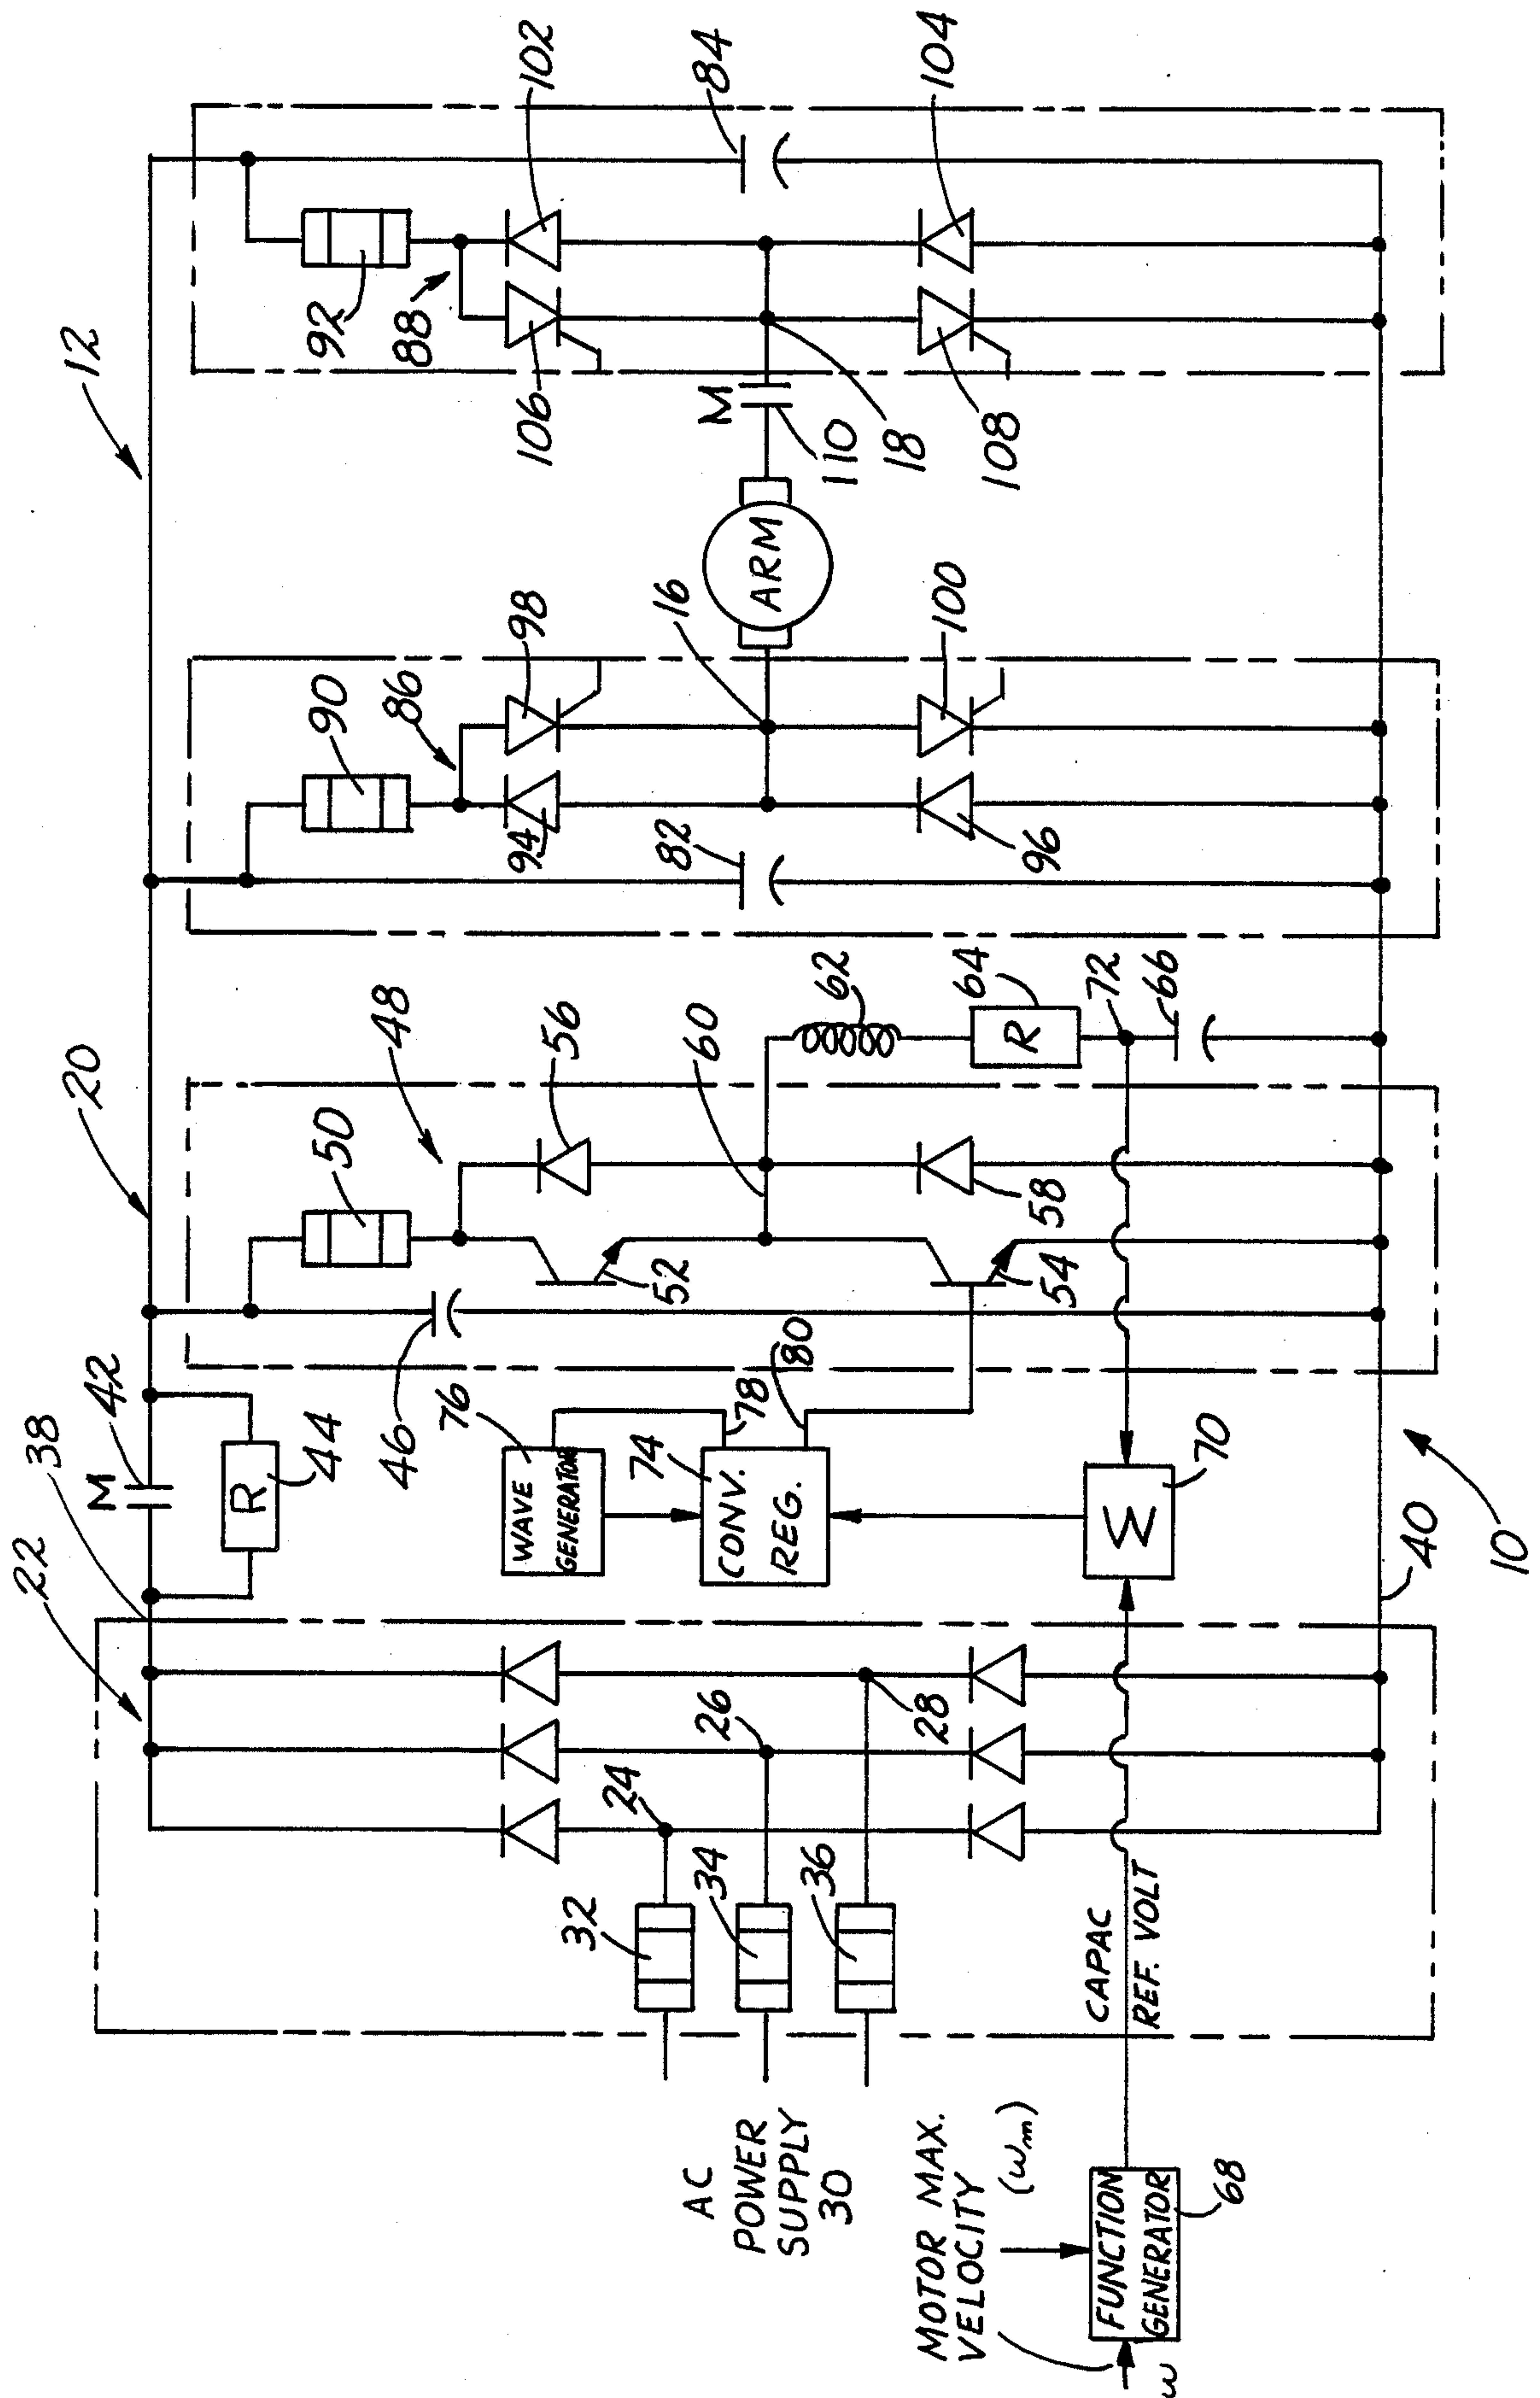 12
20
22
38
M
42
R
44
46
50
48
56
52
60
58
54
62
R
64
72
66
90
86
98
94
82
96
16
100
ARM
M
110
18
92
88
106
102
84
104
108
WAVE
GENERATOR
76
CONV.
REG.
74
78
80
Σ
70
40
10
24
26
28
32
34
36
AC
POWER
SUPPLY
30
CAPAC
REF. VOLT
MOTOR MAX.
VELOCITY
(ωm)
FUNCTION
GENERATOR
68
ω